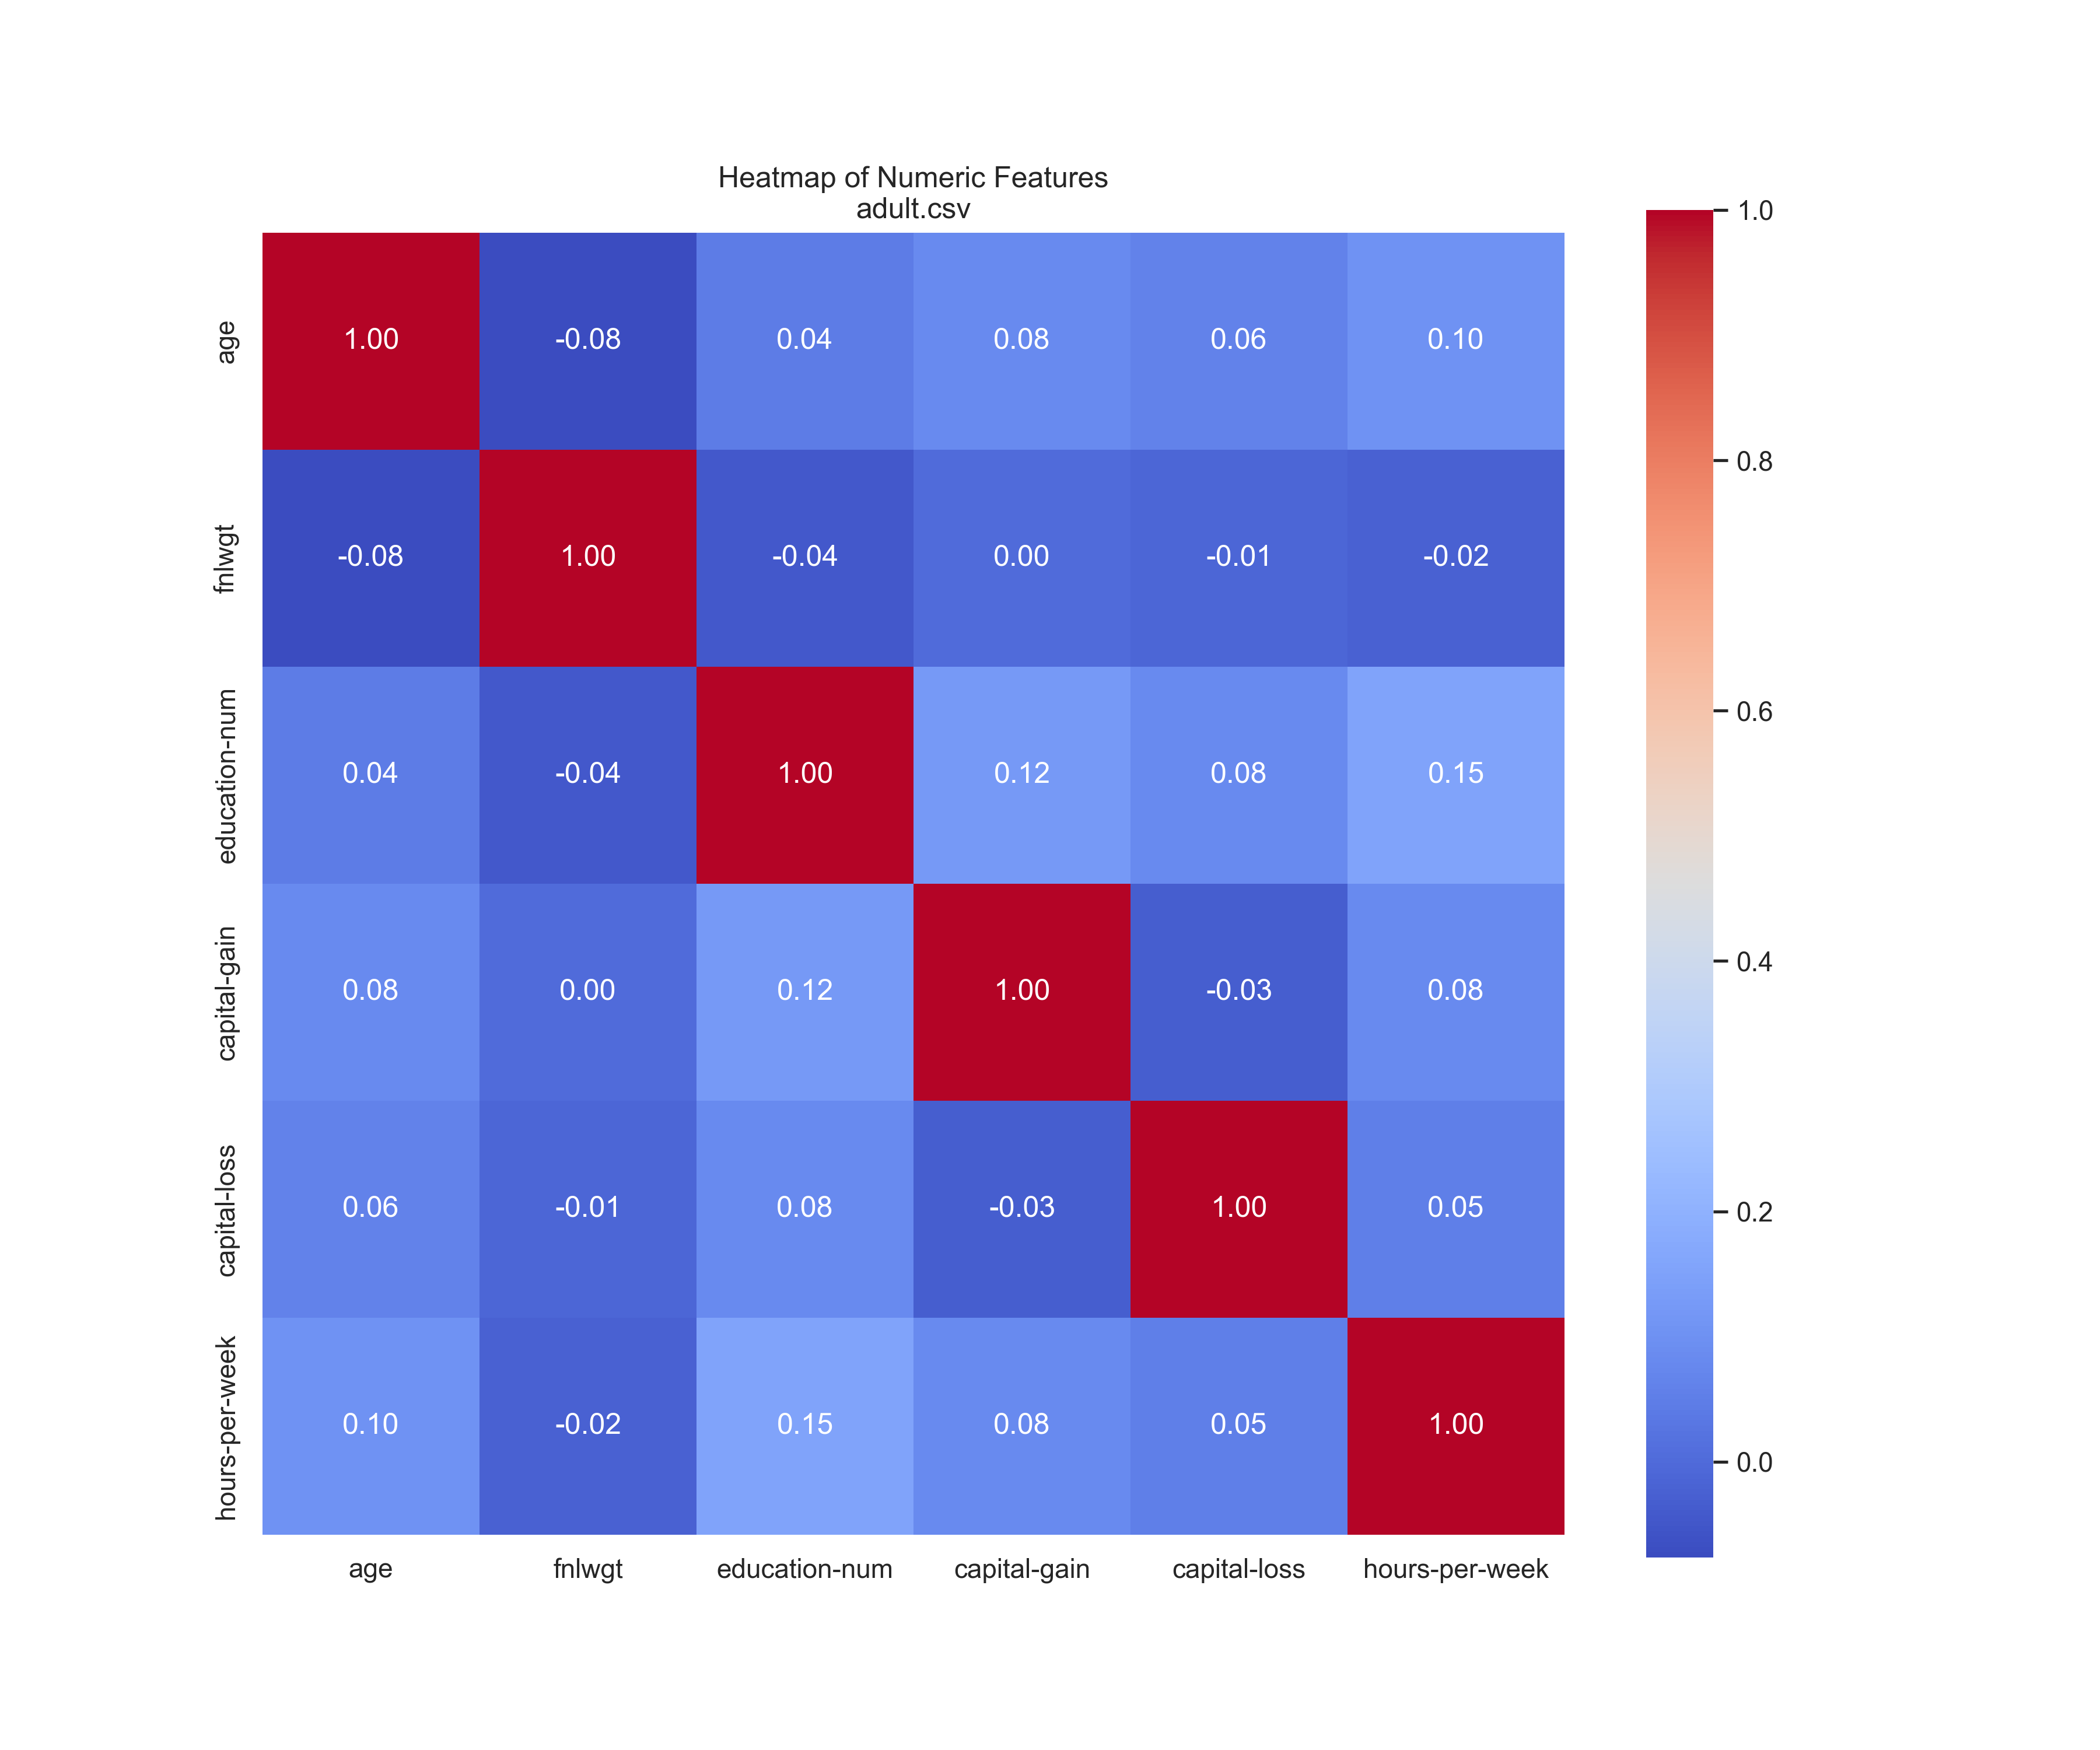 Heatmap of Numeric Features
adult.csv
age 1.00 -0.08 0.04 0.08 0.06 0.10
fnlwgt -0.08 1.00 -0.04 0.00 -0.01 -0.02
education-num 0.04 -0.04 1.00 0.12 0.08 0.15
capital-gain 0.08 0.00 0.12 1.00 -0.03 0.08
capital-loss 0.06 -0.01 0.08 -0.03 1.00 0.05
hours-per-week 0.10 -0.02 0.15 0.08 0.05 1.00
age fnlwgt education-num capital-gain capital-loss hours-per-week
1.0
0.8
0.6
0.4
0.2
0.0